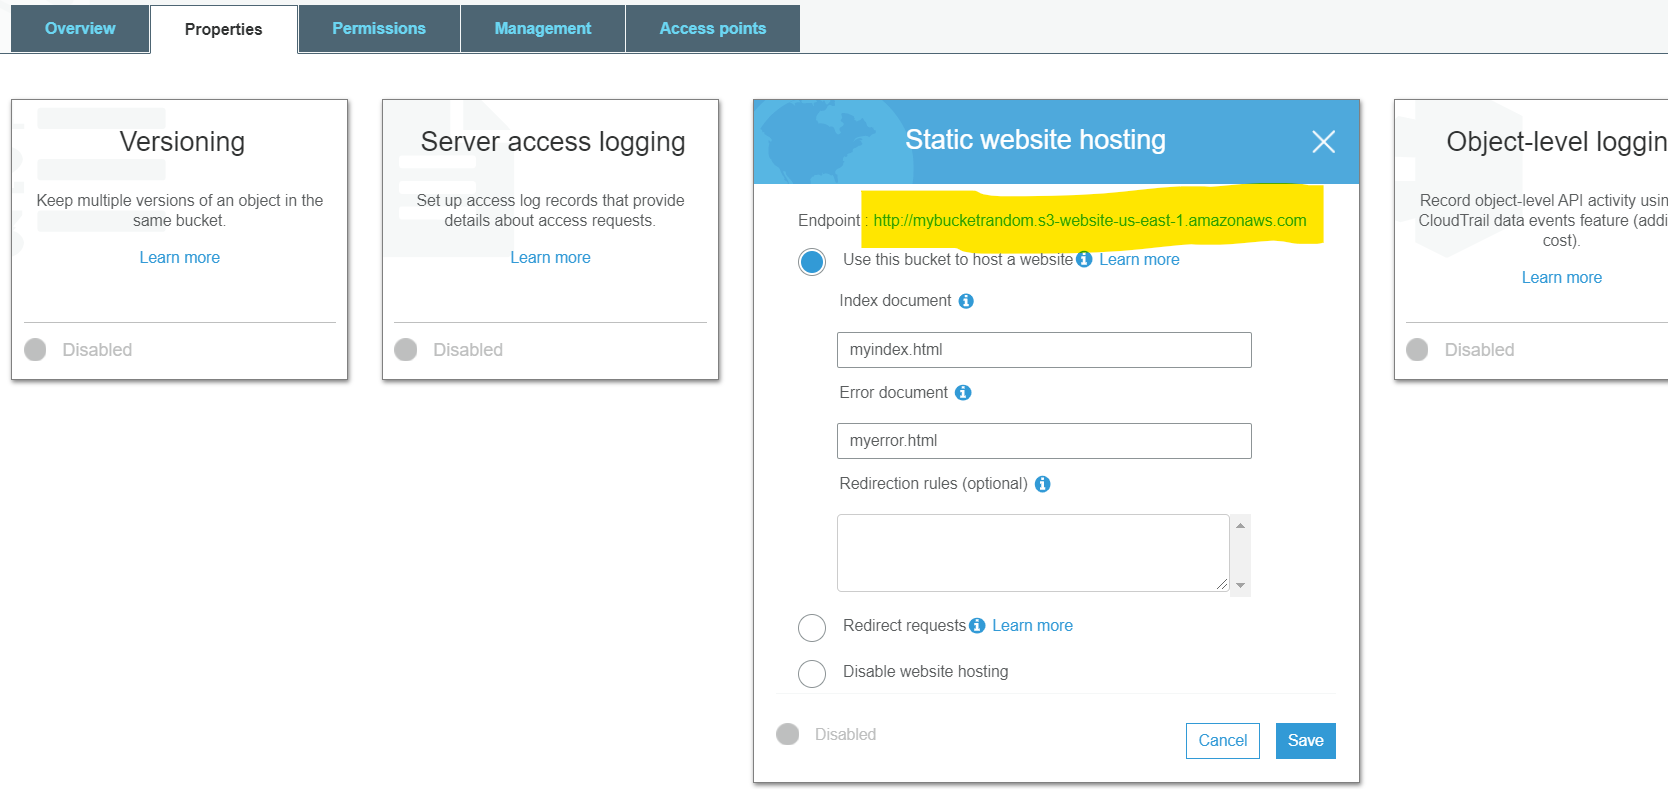 Overview
Properties
Permissions
Management
Access points
Versioning
Keep multiple versions of an object in the
same bucket.
Learn more
Disabled
Server access logging
Set up access log records that provide
details about access requests.
Learn more
Disabled
Static website hosting
Endpoint : http://mybucketrandom.s3-website-us-east-1.amazonaws.com
Use this bucket to host a website Learn more
Index document
myindex.html
Error document
myerror.html
Redirection rules (optional)
Redirect requests Learn more
Disable website hosting
Disabled
Cancel
Save
Object-level loggin
Record object-level API activity usin
CloudTrail data events feature (addi
cost).
Learn more
Disabled